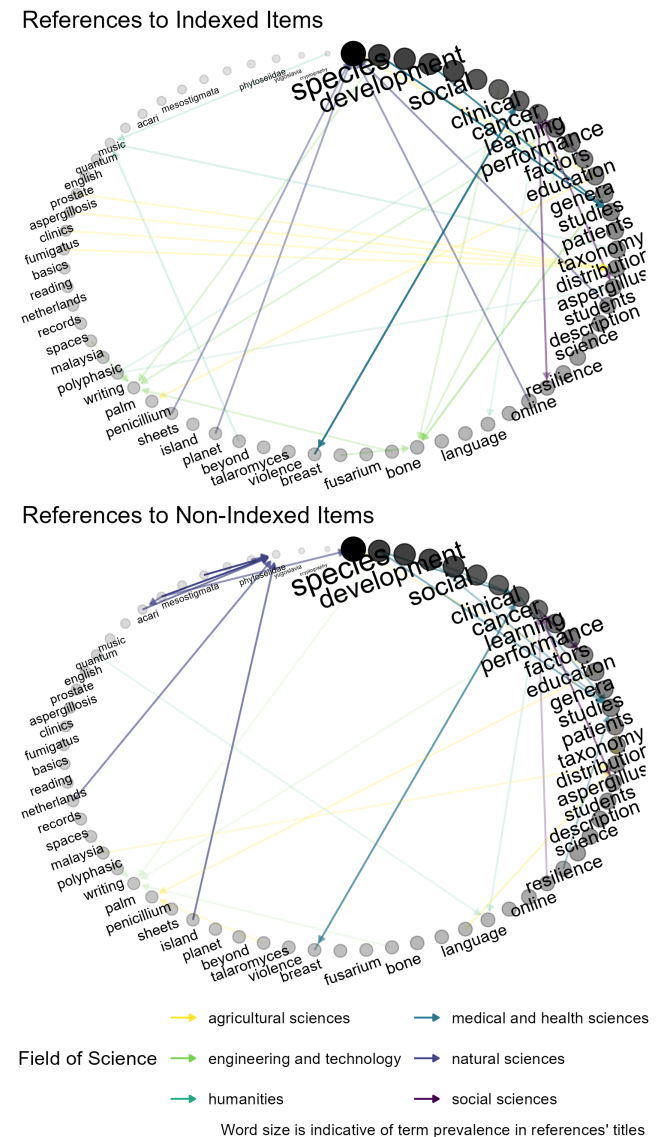 References to Indexed Items
species
development
social
clinical
cancer
learning
performance
factors
education
genera
studies
patients
taxonomy
distribution
aspergillus
students
description
science
resilience
online
language
bone
fusarium
breast
violence
talaromyces
beyond
planet
island
sheets
penicillium
palm
writing
polyphasic
malaysia
spaces
records
netherlands
reading
basics
fumigatus
clinics
aspergillosis
prostate
english
quantum
music
acari
mesostigmata
phytoseiidae
yugoslavia
cryptography
References to Non-Indexed Items
species
development
social
clinical
cancer
learning
performance
factors
education
genera
studies
patients
taxonomy
distribution
aspergillus
students
description
science
resilience
online
language
bone
fusarium
breast
violence
talaromyces
beyond
planet
island
sheets
penicillium
palm
writing
polyphasic
malaysia
spaces
records
netherlands
reading
basics
fumigatus
clinics
aspergillosis
prostate
english
quantum
music
acari
mesostigmata
phytoseiidae
yugoslavia
cryptography
Field of Science
agricultural sciences
engineering and technology
humanities
medical and health sciences
natural sciences
social sciences
Word size is indicative of term prevalence in references' titles